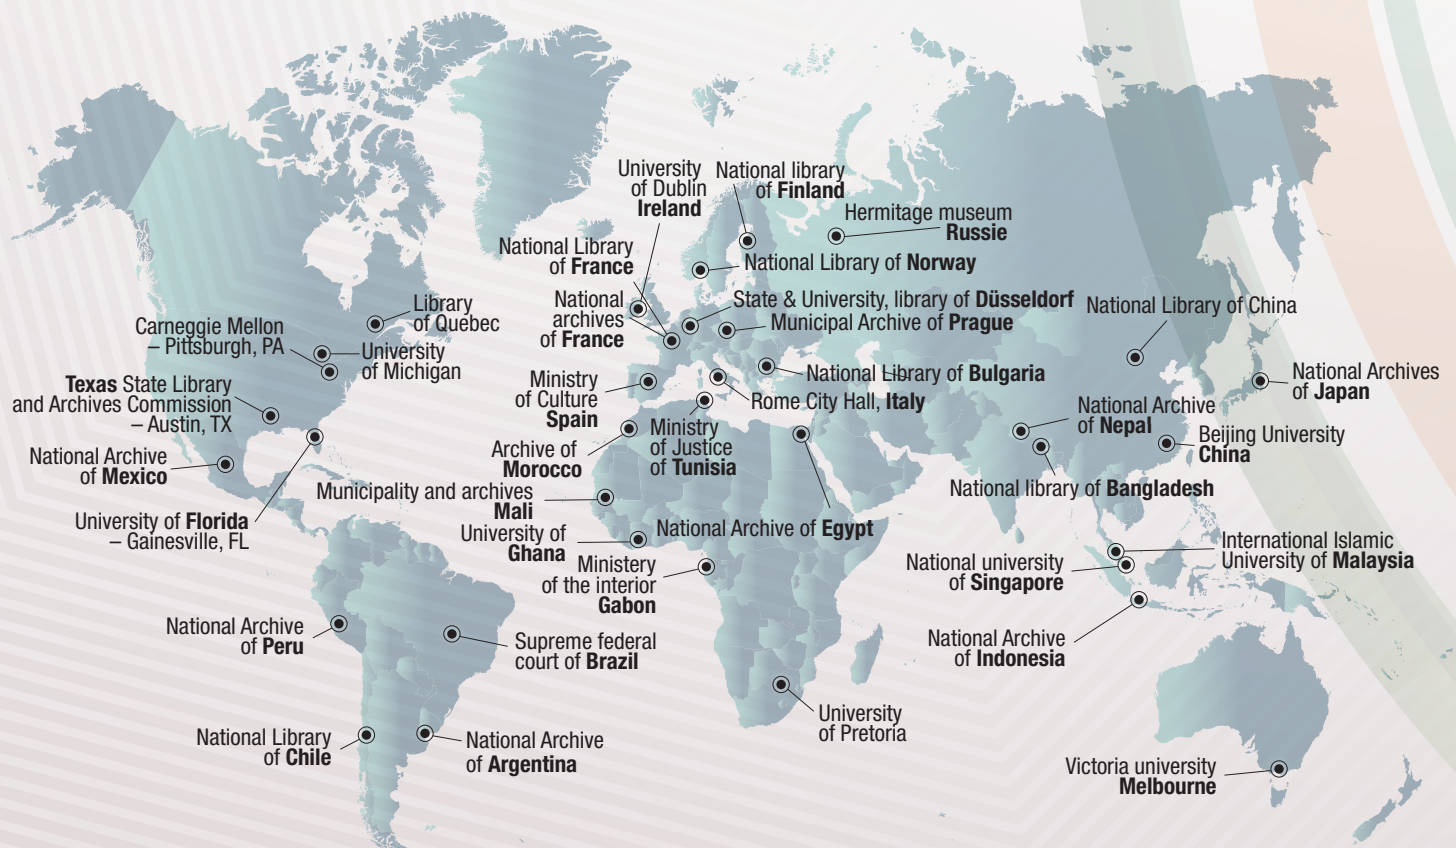 University
of Dublin
Ireland
National library
of Finland
Hermitage museum
Russie
National Library
of France
National Library of Norway
National
archives
of France
State & University, library of Düsseldorf
Municipal Archive of Prague
National Library of China
Library
of Québec
Carneggie Mellon
– Pittsburgh, PA
University
of Michigan
Texas State Library
and Archives Commission
– Austin, TX
Ministry
of Culture
Spain
National Library of Bulgaria
Rome City Hall, Italy
National Archives
of Japan
National Archive
of Nepal
Beijing University
China
Archive of
Morocco
Ministry
of Justice
of Tunisia
National Archive
of Mexico
Municipality and archives
Mali
National library of Bangladesh
University of Florida
– Gainesville, FL
University of
Ghana
National Archive of Egypt
International Islamic
University of Malaysia
National university
of Singapore
Ministery
of the interior
Gabon
National Archive
of Peru
Supreme federal
court of Brazil
National Archive
of Indonesia
University
of Pretoria
National Library
of Chile
National Archive
of Argentina
Victoria university
Melbourne